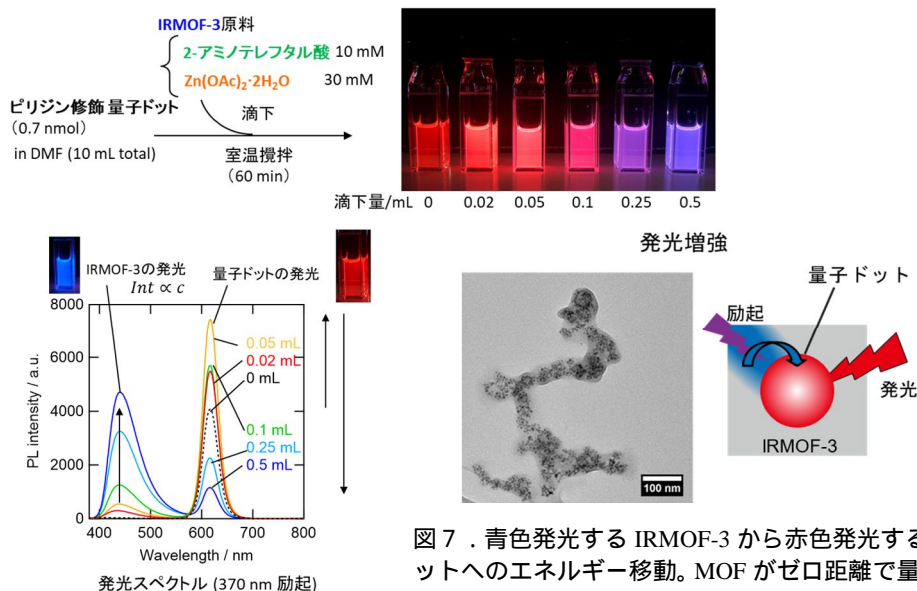 IRMOF-3原料
2-アミノテレフタル酸 10 mM
Zn(OAc)₂·2H₂O 30 mM
ピリジン修飾 量子ドット
(0.7 nmol)
in DMF (10 mL total)
滴下
室温攪拌
(60 min)
滴下量/mL 0 0.02 0.05 0.1 0.25 0.5
IRMOF-3の発光
Int ∝ c
量子ドットの発光
8000
6000
4000
2000
0
PL intensity / a.u.
0.05 mL
0.02 mL
0 mL
0.1 mL
0.25 mL
0.5 mL
400 500 600 700 800
Wavelength / nm
発光スペクトル (370 nm 励起)
発光増強
100 nm
量子ドット
励起
発光
IRMOF-3
図7．青色発光する IRMOF-3 から赤色発光する
ットへのエネルギー移動。MOF がゼロ距離で量